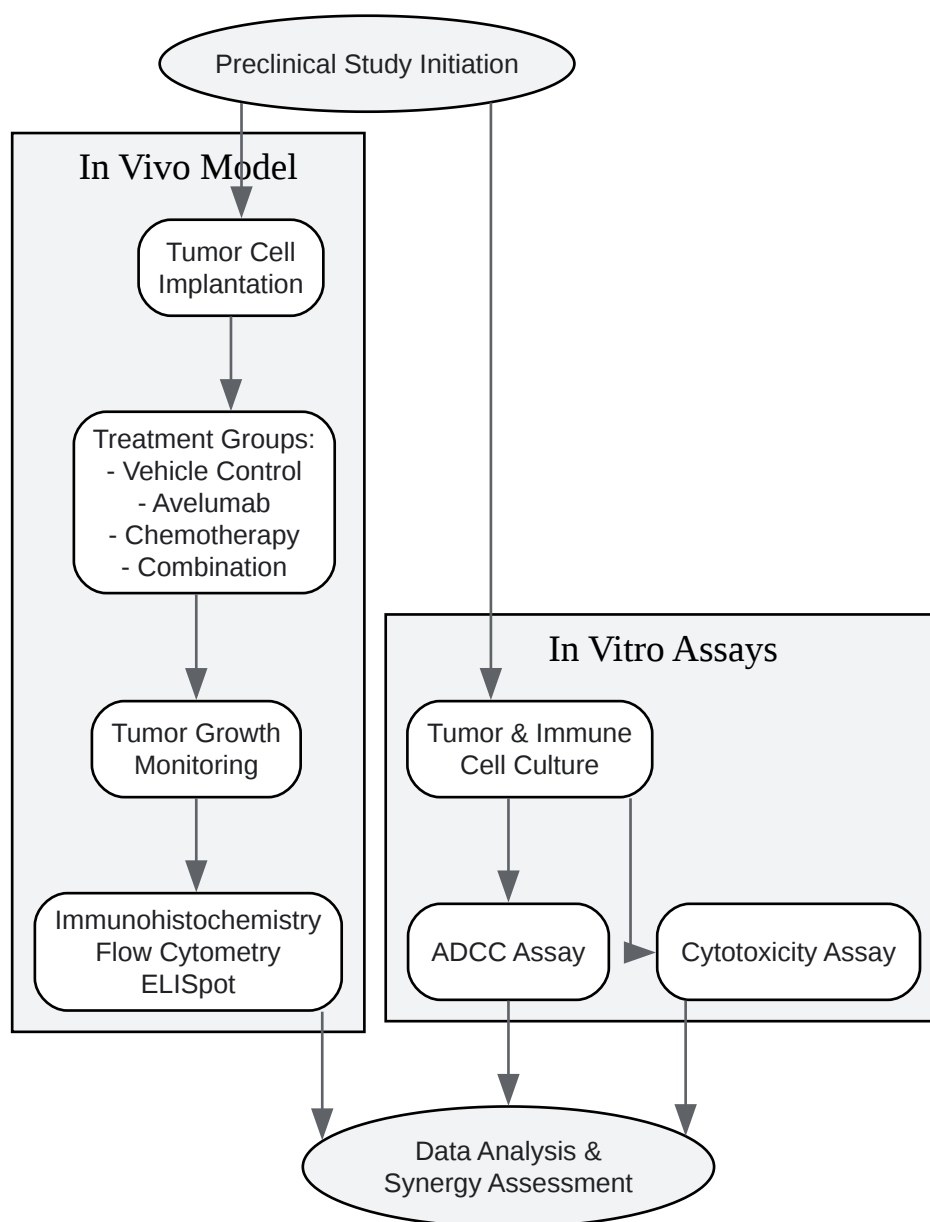 Preclinical Study Initiation
In Vivo Model
Tumor Cell
Implantation
Treatment Groups:
- Vehicle Control
- Avelumab
- Chemotherapy
- Combination
Tumor Growth
Monitoring
Immunohistochemistry
Flow Cytometry
ELISpot
In Vitro Assays
Tumor & Immune
Cell Culture
ADCC Assay
Cytotoxicity Assay
Data Analysis &
Synergy Assessment